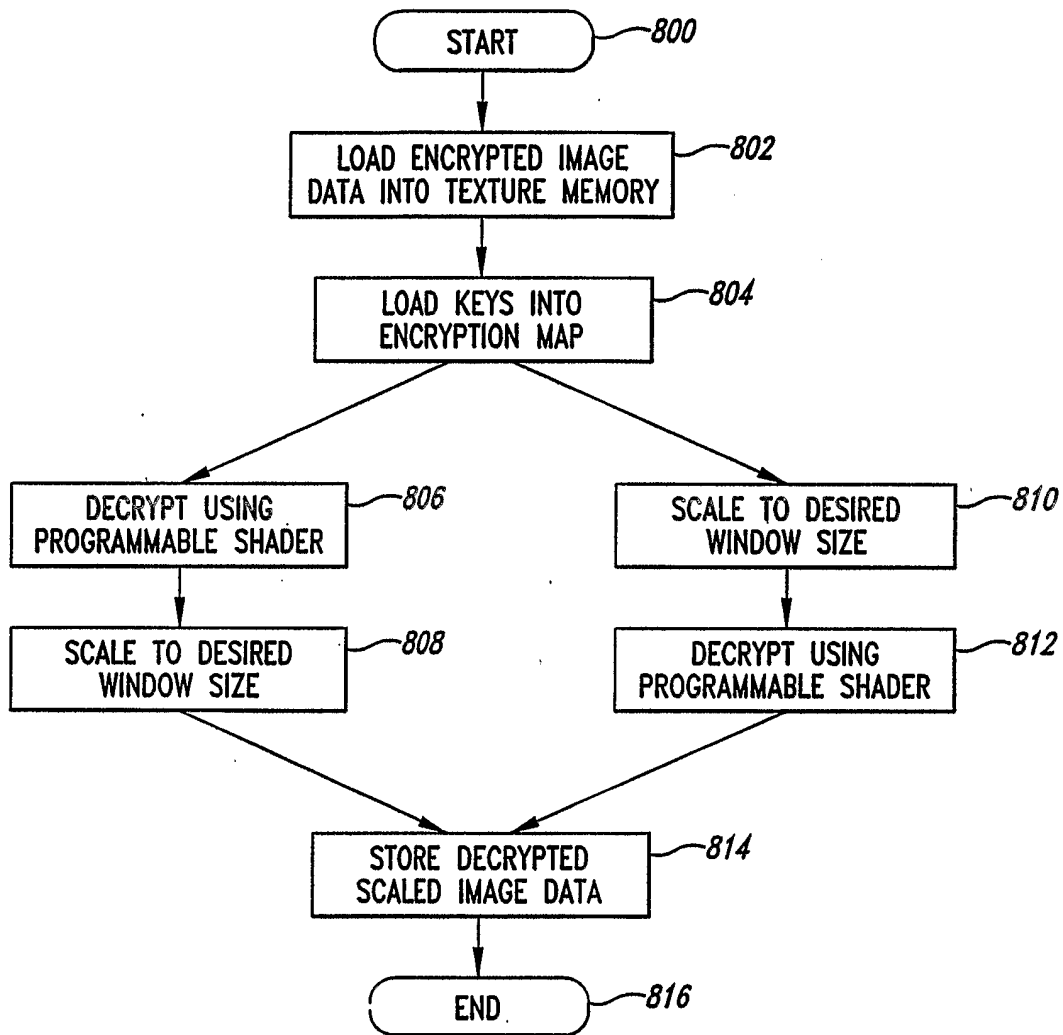 START
800
LOAD ENCRYPTED IMAGE
DATA INTO TEXTURE MEMORY
802
LOAD KEYS INTO
ENCRYPTION MAP
804
DECRYPT USING
PROGRAMMABLE SHADER
806
SCALE TO DESIRED
WINDOW SIZE
808
SCALE TO DESIRED
WINDOW SIZE
810
DECRYPT USING
PROGRAMMABLE SHADER
812
STORE DECRYPTED
SCALED IMAGE DATA
814
END
816